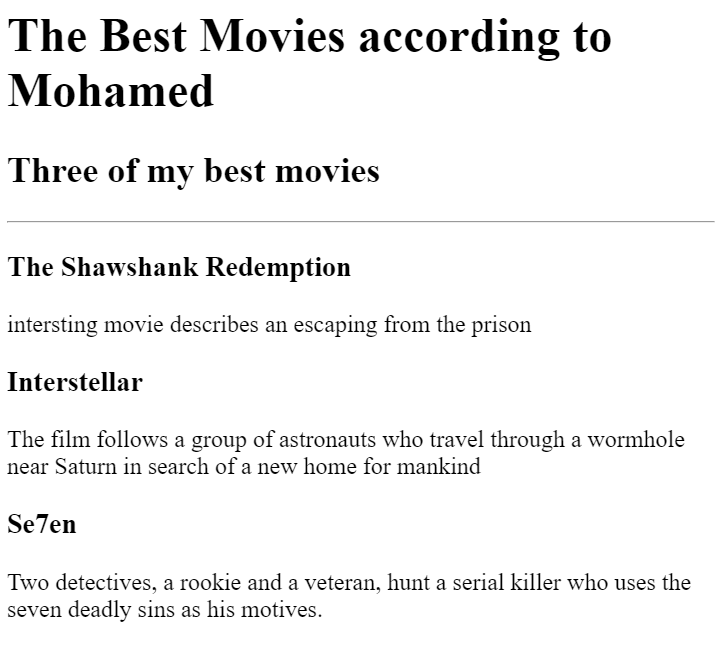 The Best Movies according to
Mohamed
Three of my best movies
The Shawshank Redemption
intersting movie describes an escaping from the prison
Interstellar
The film follows a group of astronauts who travel through a wormhole
near Saturn in search of a new home for mankind
Se7en
Two detectives, a rookie and a veteran, hunt a serial killer who uses the
seven deadly sins as his motives.